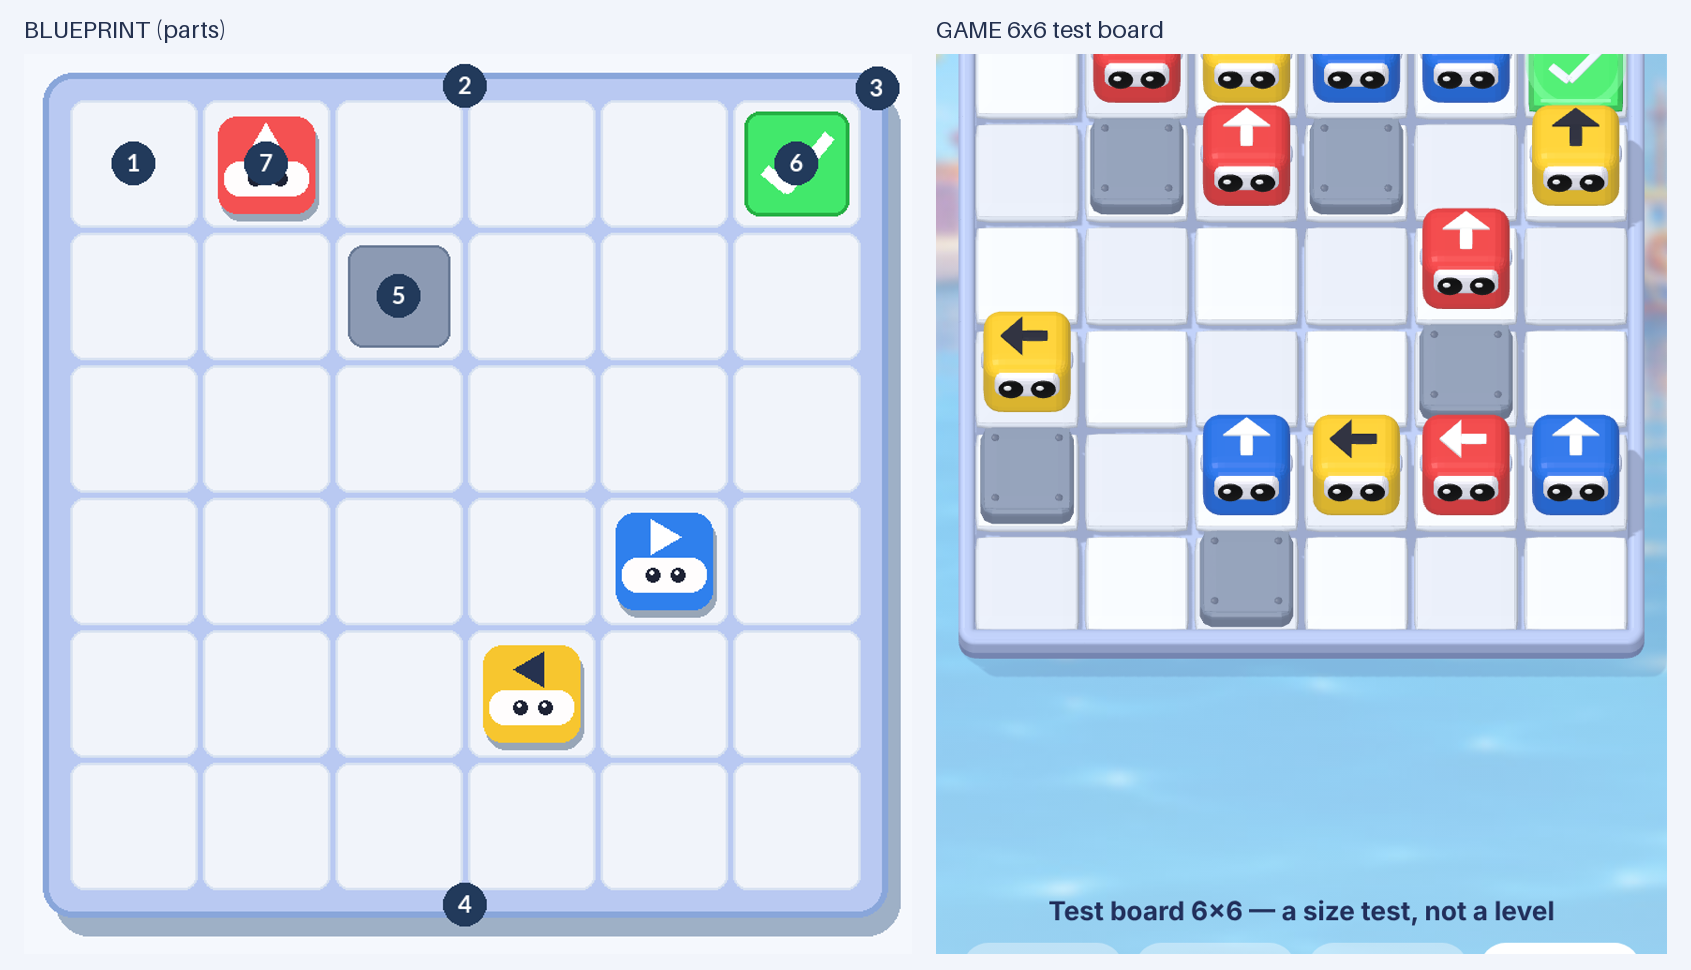 BLUEPRINT (parts)
GAME 6x6 test board
2
3
1
7
6
5
4
Test board 6×6 — a size test, not a level